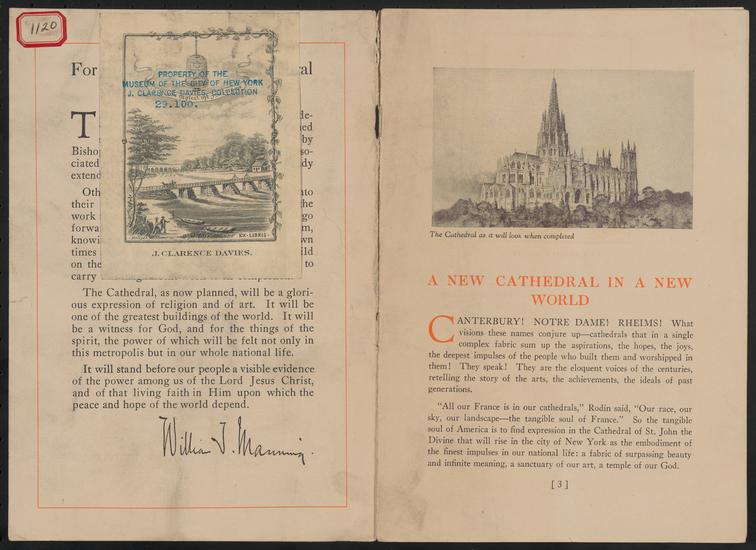 1120
For
al
PROPERTY OF THE
MUSEUM OF THE CITY OF NEW YORK
J. CLARENCE DAVIES, COLLECTION
29.100.
EX-LIBRIS
J. CLARENCE DAVIES.
T
de-
ed
by
Bisho
so-
ciated
dy
extend
Oth
nto
their
the
work
go
forwa
m,
knowi
wn
times
ild
on the
to
carry
The Cathedral, as now planned, will be a glori-
ous expression of religion and of art. It will be
one of the greatest buildings of the world. It will
be a witness for God, and for the things of the
spirit, the power of which will be felt not only in
this metropolis but in our whole national life.
It will stand before our people a visible evidence
of the power among us of the Lord Jesus Christ,
and of that living faith in Him upon which the
peace and hope of the world depend.
William T. Manning.
The Cathedral as it will look when completed
A NEW CATHEDRAL IN A NEW
WORLD
CANTERBURY! NOTRE DAME! RHEIMS! What
visions these names conjure up—cathedrals that in a single
complex fabric sum up the aspirations, the hopes, the joys,
the deepest impulses of the people who built them and worshipped in
them! They speak! They are the eloquent voices of the centuries,
retelling the story of the arts, the achievements, the ideals of past
generations.
"All our France is in our cathedrals," Rodin said, "Our race, our
sky, our landscape—the tangible soul of France." So the tangible
soul of America is to find expression in the Cathedral of St. John the
Divine that will rise in the city of New York as the embodiment of
the finest impulses in our national life: a fabric of surpassing beauty
and infinite meaning, a sanctuary of our art, a temple of our God.
[ 3 ]